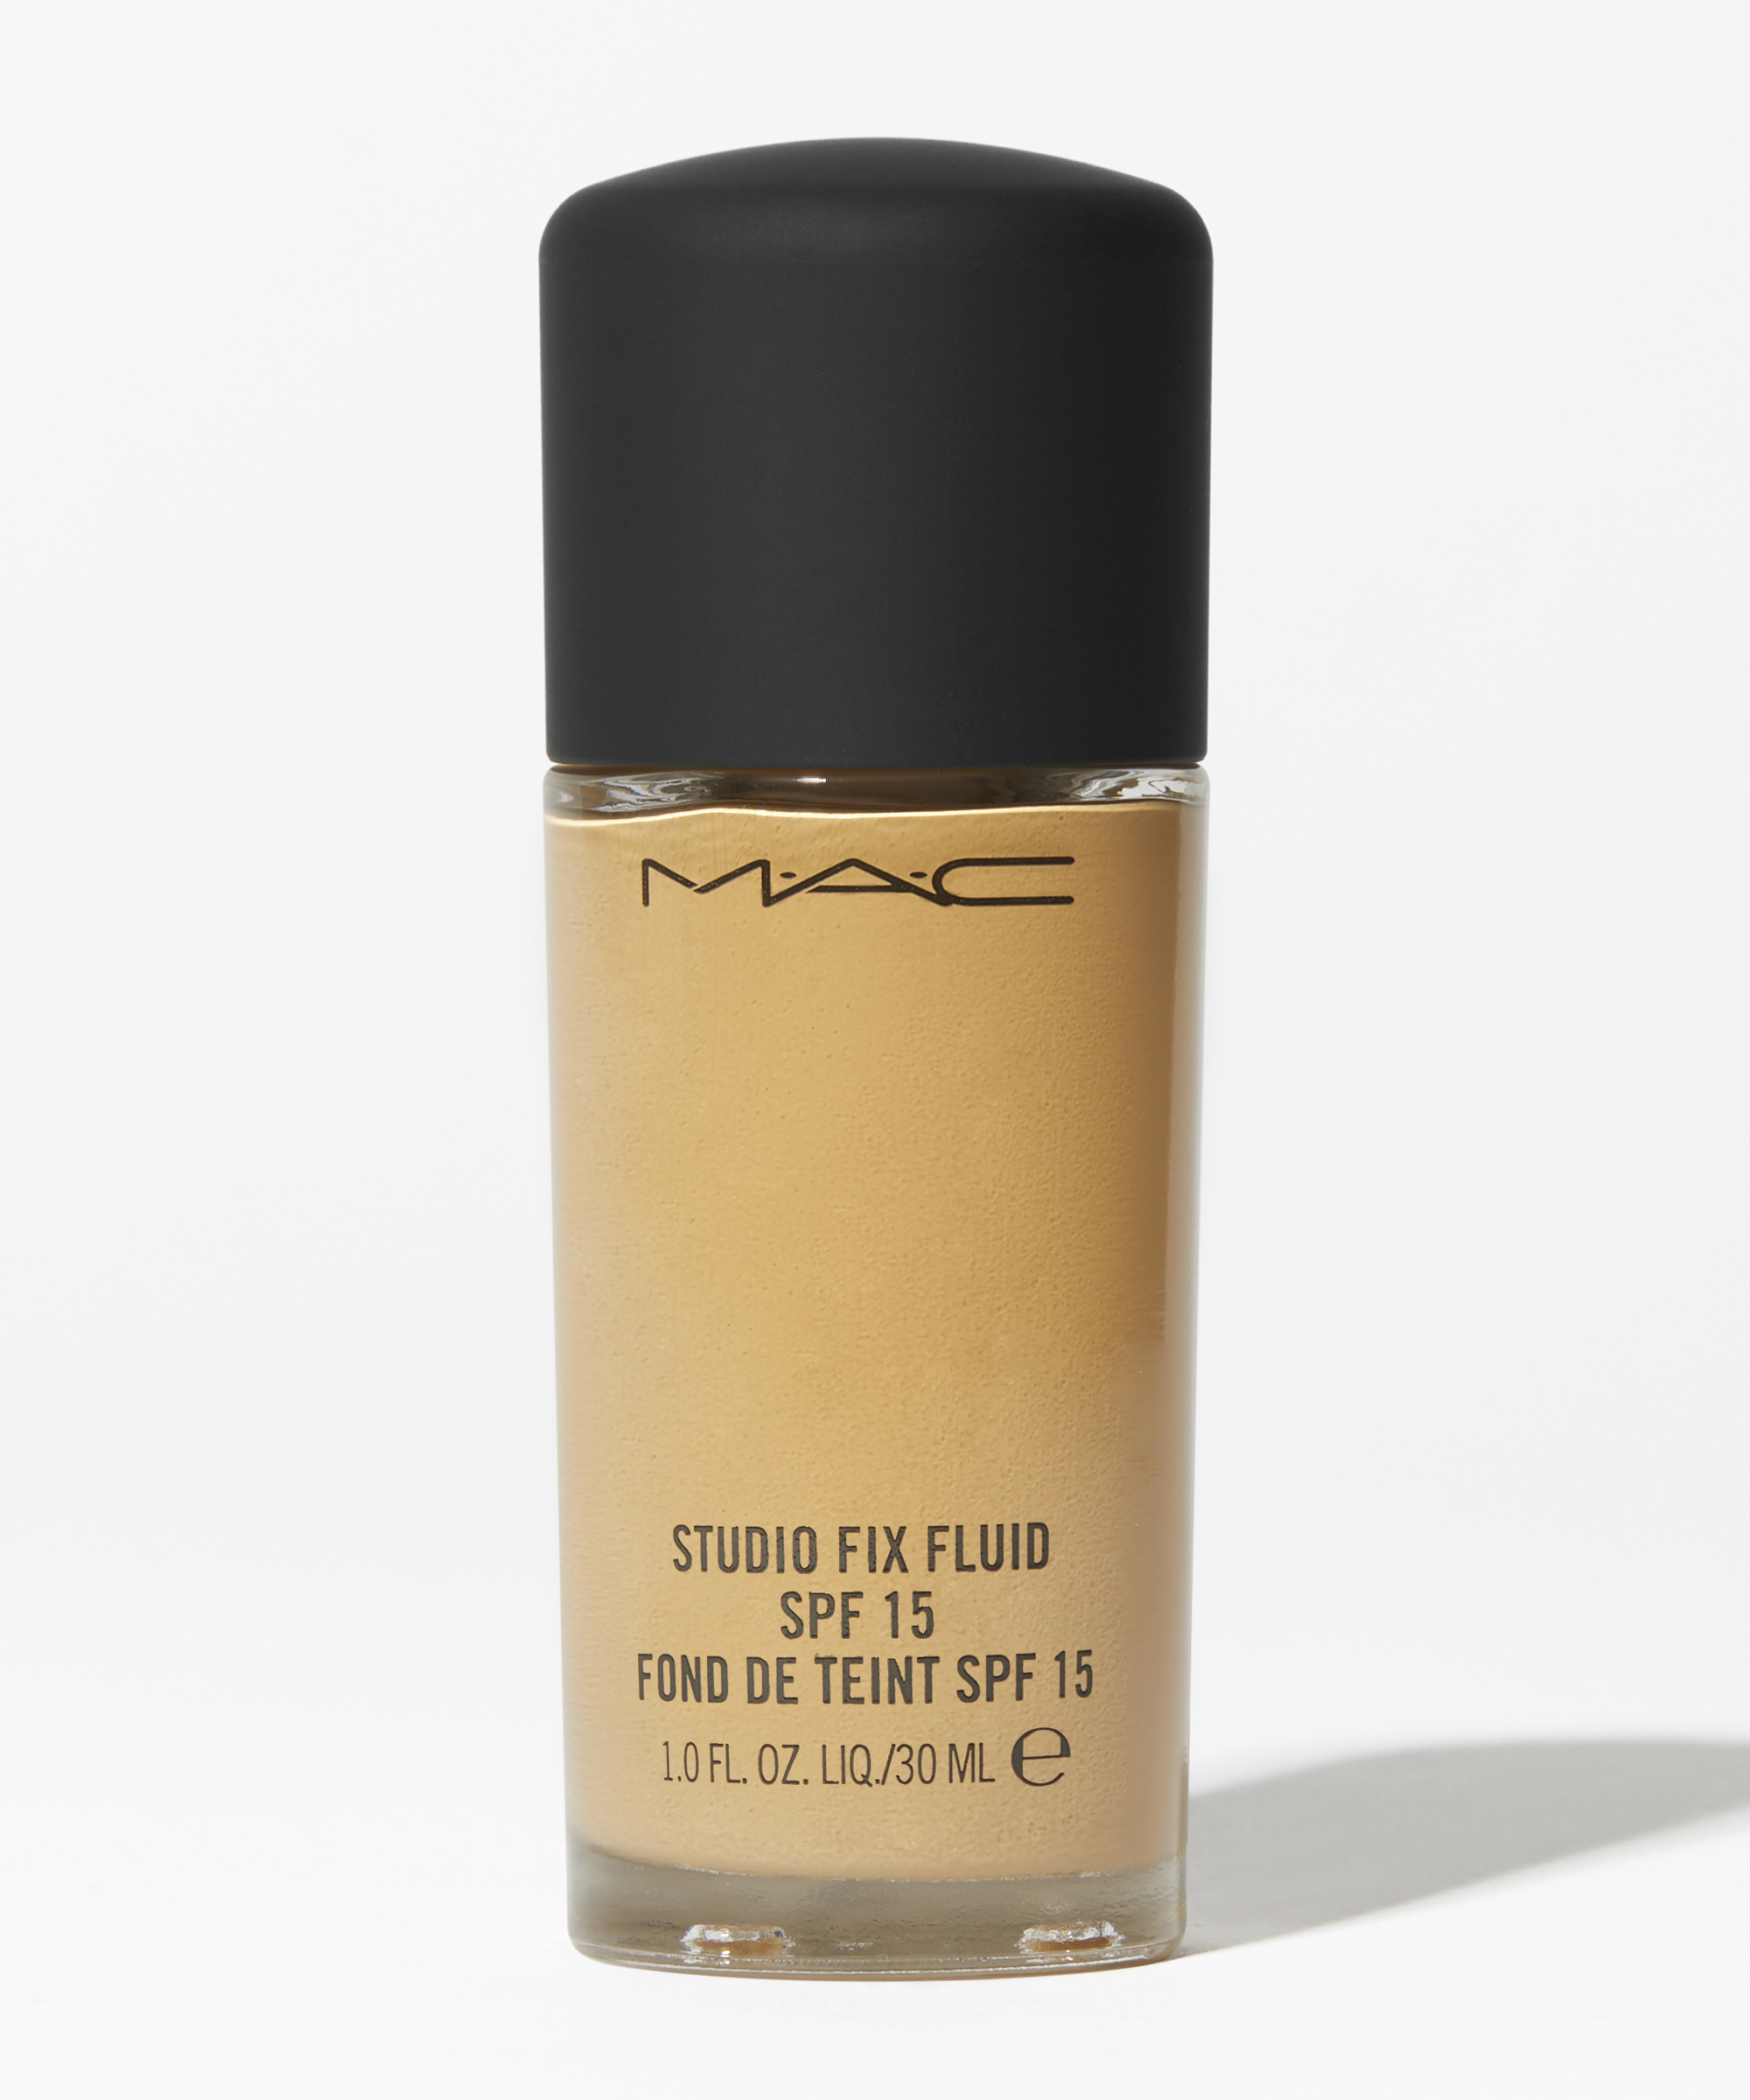 M·A·C
STUDIO FIX FLUID
SPF 15
FOND DE TEINT SPF 15
1.0 FL. OZ. LIQ./30 ML ℮